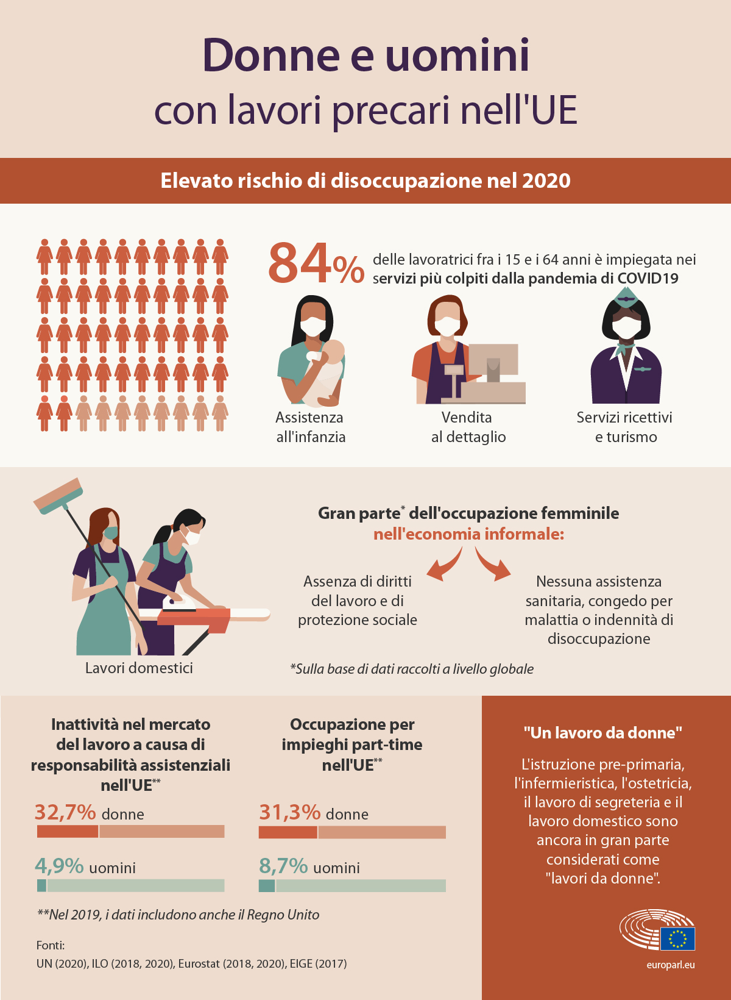 Donne e uomini
con lavori precari nell'UE
Elevato rischio di disoccupazione nel 2020
84% delle lavoratrici fra i 15 e i 64 anni è impiegata nei
servizi più colpiti dalla pandemia di COVID19
Assistenza
all'infanzia
Vendita
al dettaglio
Servizi ricettivi
e turismo
Gran parte* dell'occupazione femminile
nell'economia informale:
Assenza di diritti
del lavoro e di
protezione sociale
Nessuna assistenza
sanitaria, congedo per
malattia o indennità di
disoccupazione
Lavori domestici
*Sulla base di dati raccolti a livello globale
Inattività nel mercato
del lavoro a causa di
responsabilità assistenziali
nell'UE**
32,7% donne
4,9% uomini
Occupazione per
impieghi part-time
nell'UE**
31,3% donne
8,7% uomini
**Nel 2019, i dati includono anche il Regno Unito
Fonti:
UN (2020), ILO (2018, 2020), Eurostat (2018, 2020), EIGE (2017)
"Un lavoro da donne"
L'istruzione pre-primaria,
l'infermieristica, l'ostetricia,
il lavoro di segreteria e il
lavoro domestico sono
ancora in gran parte
considerati come
"lavori da donne".
europarl.eu